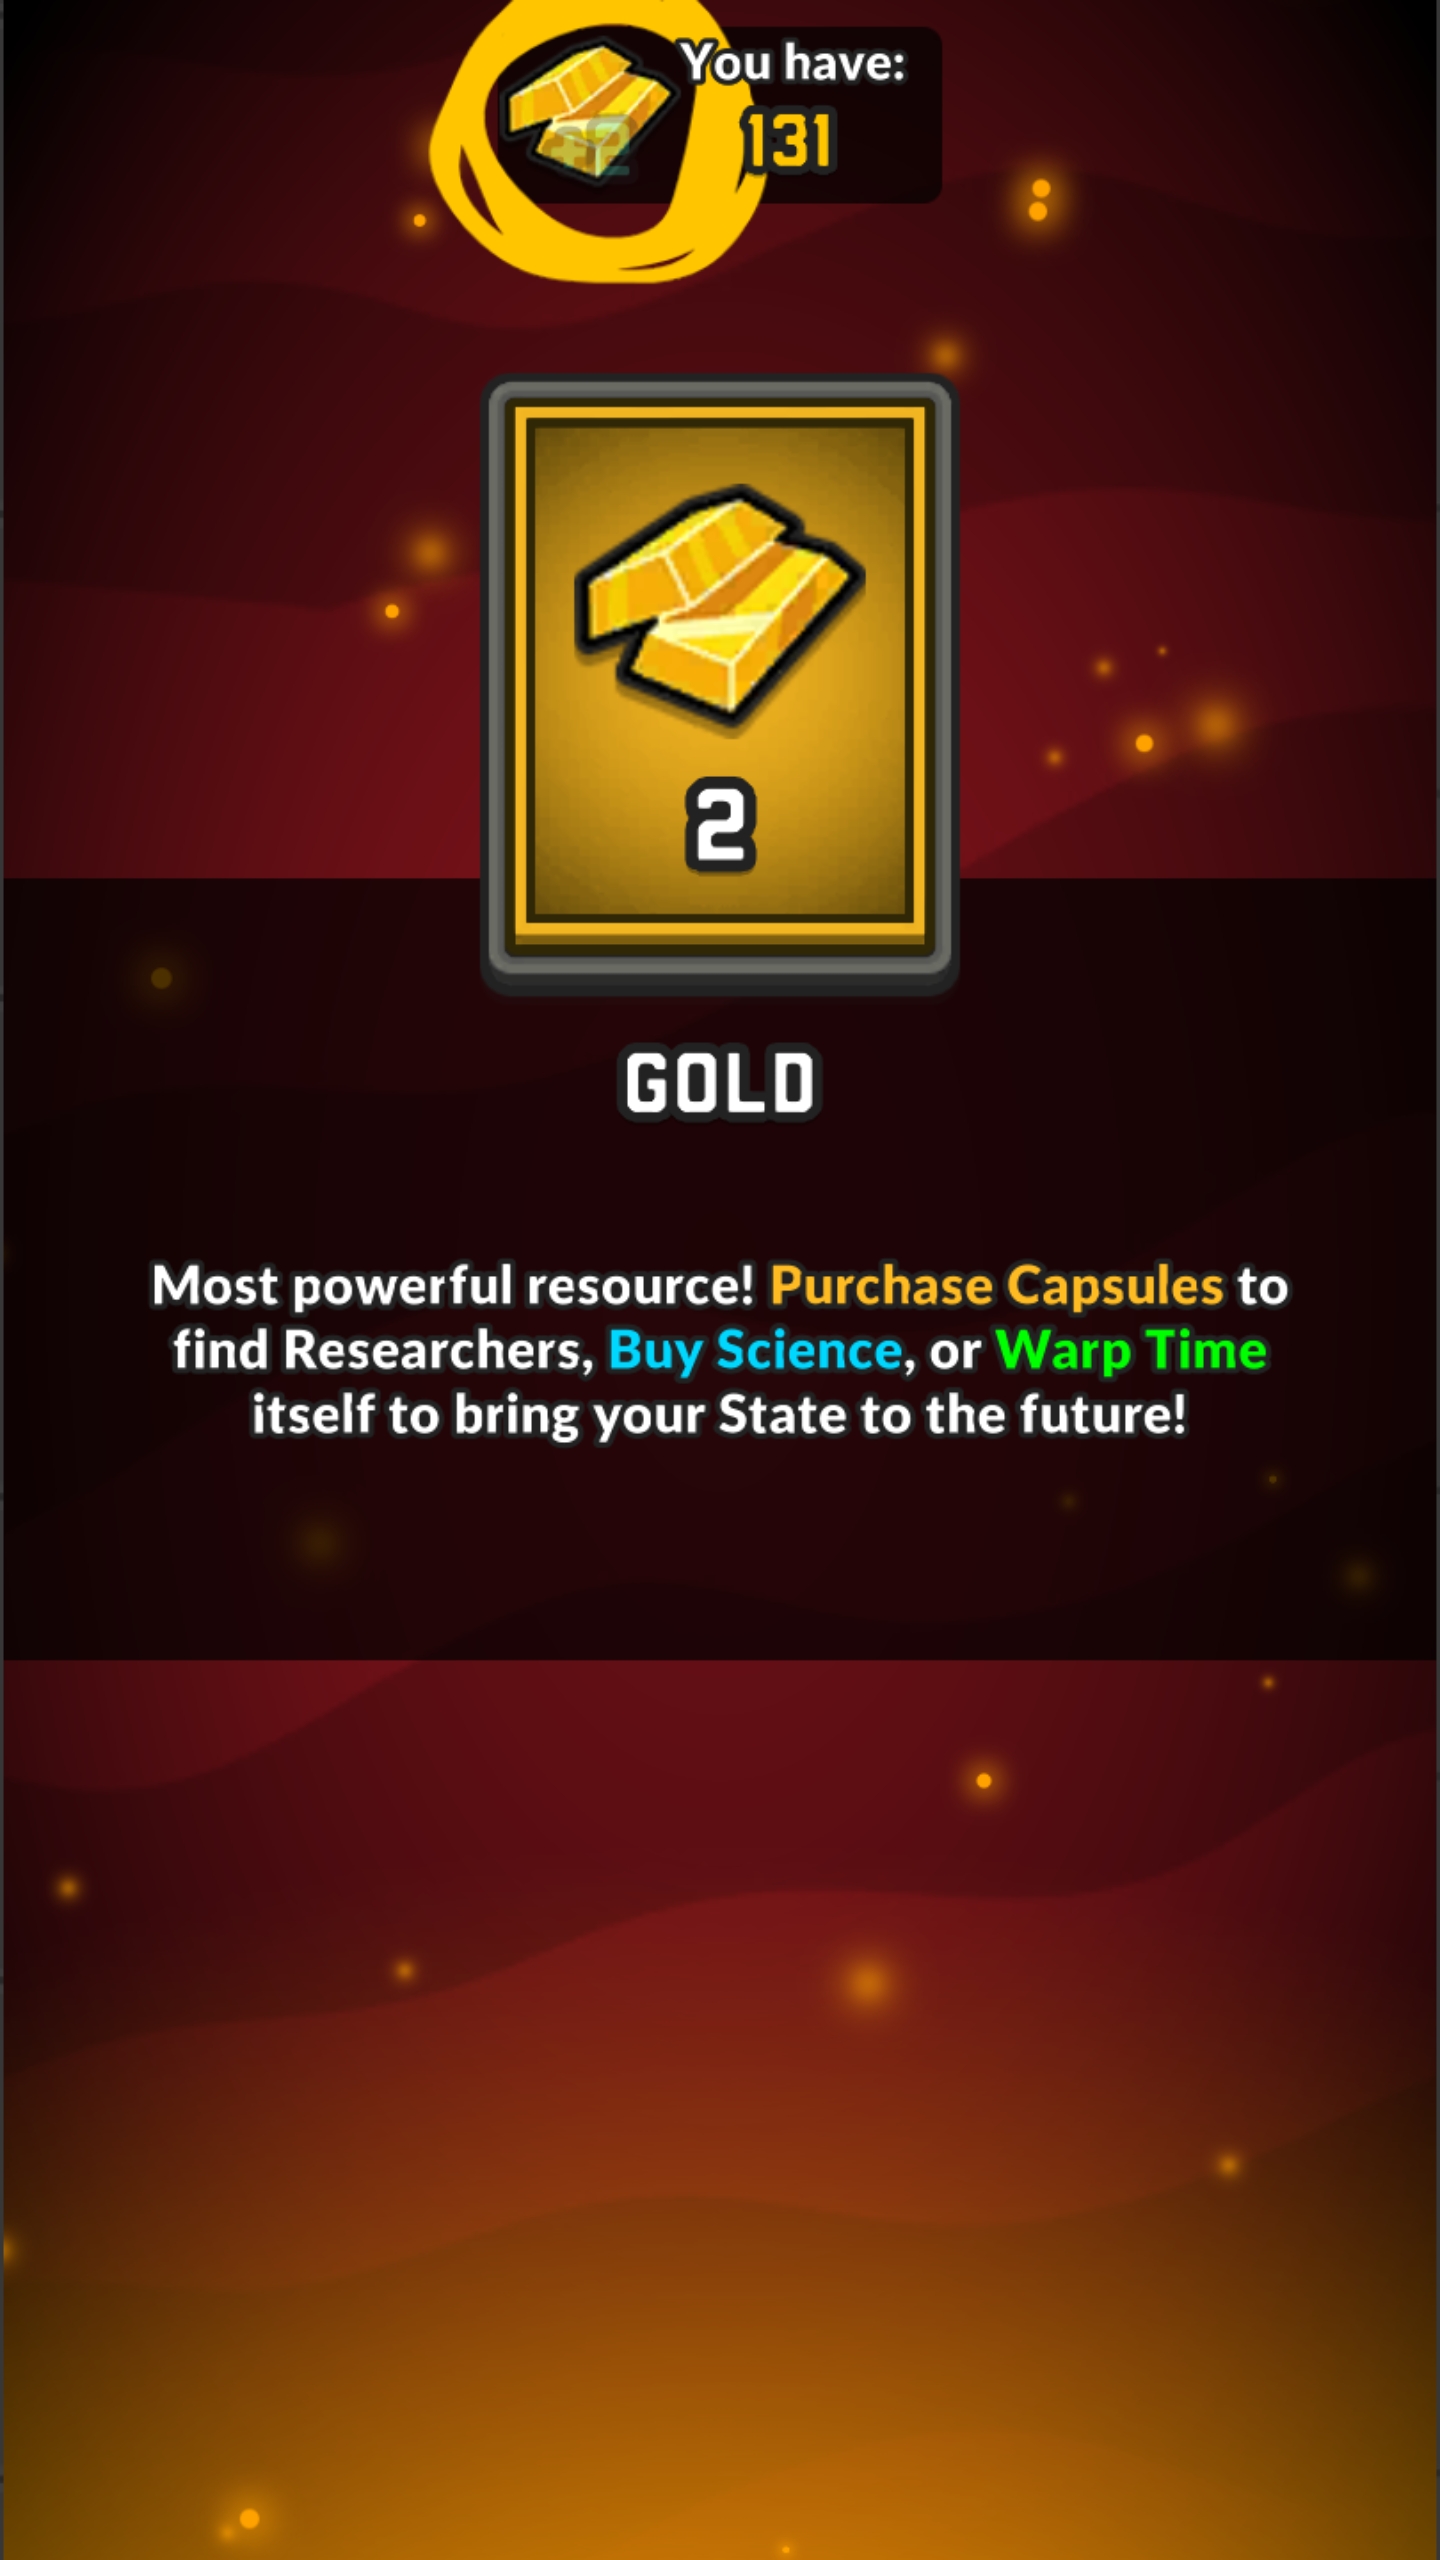 You have:
+2
131
2
GOLD
Most powerful resource! Purchase Capsules to
find Researchers, Buy Science, or Warp Time
itself to bring your State to the future!